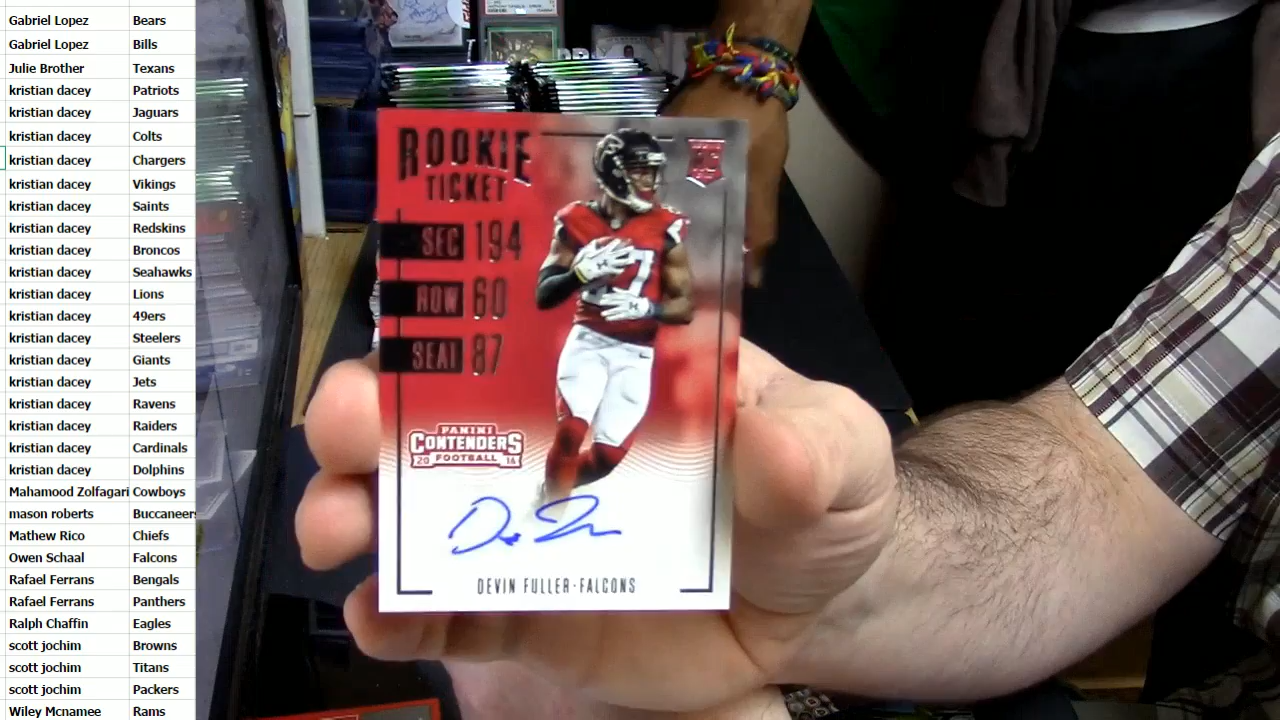 Gabriel Lopez Bears
Gabriel Lopez Bills
Julie Brother Texans
kristian dacey Patriots
kristian dacey Jaguars
kristian dacey Colts
kristian dacey Chargers
kristian dacey Vikings
kristian dacey Saints
kristian dacey Redskins
kristian dacey Broncos
kristian dacey Seahawks
kristian dacey Lions
kristian dacey 49ers
kristian dacey Steelers
kristian dacey Giants
kristian dacey Jets
kristian dacey Ravens
kristian dacey Raiders
kristian dacey Cardinals
kristian dacey Dolphins
Mahamood Zolfagari Cowboys
mason roberts Buccaneers
Mathew Rico Chiefs
Owen Schaal Falcons
Rafael Ferrans Bengals
Rafael Ferrans Panthers
Ralph Chaffin Eagles
scott jochim Browns
scott jochim Titans
scott jochim Packers
Wiley Mcnamee Rams
ROOKIE
TICKET
RC
SEC 194
ROW 60
SEAT 87
17
PANINI
CONTENDERS
20 FOOTBALL 16
DEVIN FULLER·FALCONS